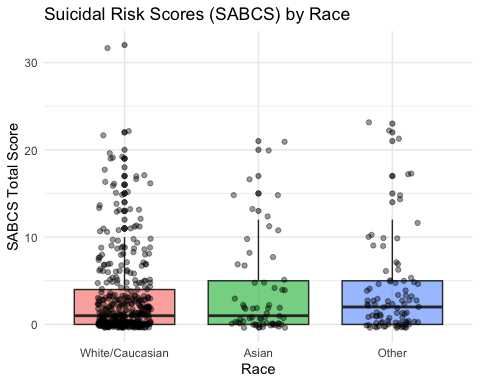 Suicidal Risk Scores (SABCS) by Race
SABCS Total Score
30
20
10
0
White/Caucasian
Asian
Other
Race